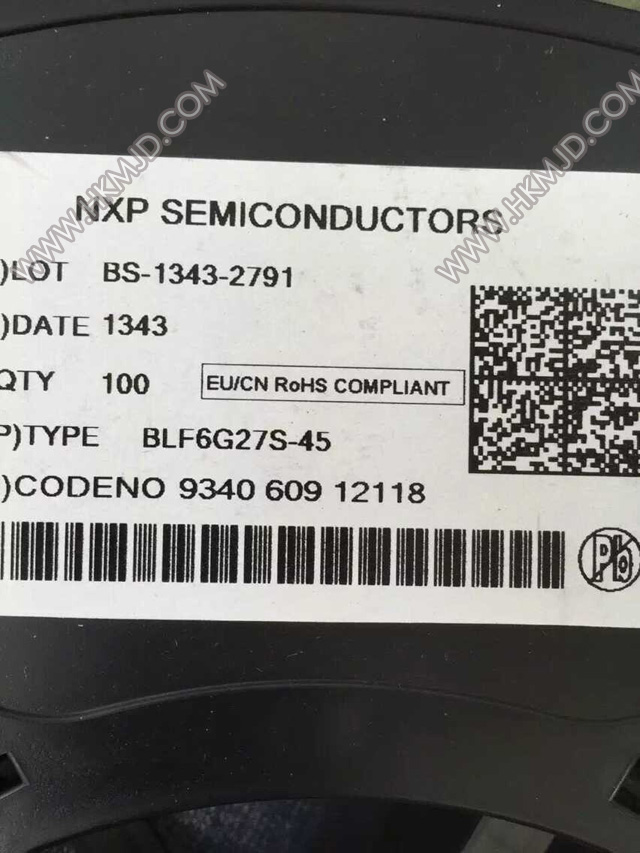 WWW.HKMJD.COM
WWW.HKMJD.COM
NXP SEMICONDUCTORS
)LOT BS-1343-2791
)DATE 1343
QTY 100
EU/CN RoHS COMPLIANT
P)TYPE BLF6G27S-45
)CODENO 9340 609 12118
Pb